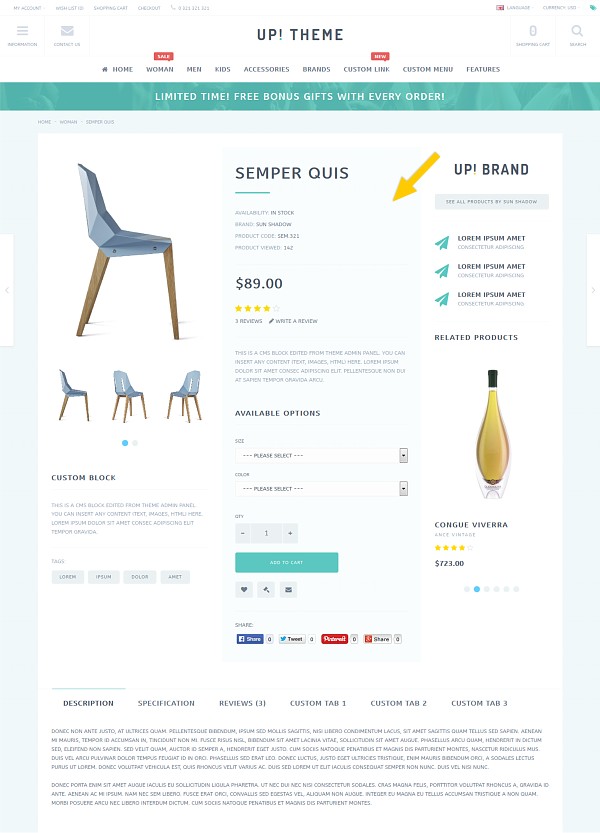 MY ACCOUNT
WISH LIST (0)
SHOPPING CART
CHECKOUT
0 321 321 321
LANGUAGE
CURRENCY: USD
INFORMATION
CONTACT US
UP! THEME
0
SHOPPING CART
SEARCH
SALE
NEW
HOME WOMAN MEN KIDS ACCESSORIES BRANDS CUSTOM LINK CUSTOM MENU FEATURES
LIMITED TIME! FREE BONUS GIFTS WITH EVERY ORDER!
HOME - WOMAN - SEMPER QUIS
SEMPER QUIS
AVAILABILITY: IN STOCK
BRAND: SUN SHADOW
PRODUCT CODE: SEM.321
PRODUCT VIEWED: 142
$89.00
3 REVIEWS WRITE A REVIEW
THIS IS A CMS BLOCK EDITED FROM THEME ADMIN PANEL. YOU CAN
INSERT ANY CONTENT (TEXT, IMAGES, HTML) HERE. LOREM IPSUM
DOLOR SIT AMET CONSEC ADIPISCING ELIT. PELLENTESQUE NON DUI
AT SAPIEN TEMPOR GRAVIDA ARCU.
AVAILABLE OPTIONS
SIZE
--- PLEASE SELECT ---
COLOR
--- PLEASE SELECT ---
QTY
- 1 +
ADD TO CART
SHARE:
Share 0 Tweet 0 Pinterest 0 Share 0
CUSTOM BLOCK
THIS IS A CMS BLOCK EDITED FROM THEME ADMIN PANEL.
YOU CAN INSERT ANY CONTENT (TEXT, IMAGES, HTML) HERE.
LOREM IPSUM DOLOR SIT AMET CONSEC ADIPISCING ELIT
TEMPOR GRAVIDA.
TAGS:
LOREM IPSUM DOLOR AMET
UP! BRAND
SEE ALL PRODUCTS BY SUN SHADOW
LOREM IPSUM AMET
CONSECTETUR ADIPISCING
LOREM IPSUM AMET
CONSECTETUR ADIPISCING
LOREM IPSUM AMET
CONSECTETUR ADIPISCING
RELATED PRODUCTS
CONGUE VIVERRA
ANEE VINTAGE
$723.00
DESCRIPTION SPECIFICATION REVIEWS (3) CUSTOM TAB 1 CUSTOM TAB 2 CUSTOM TAB 3
DONEC NON ANTE JUSTO, AT ULTRICES QUAM. PELLENTESQUE BIBENDUM, IPSUM SED MOLLIS SAGITTIS, NISI LIBERO CONDIMENTUM LACUS, SIT AMET SAGITTIS QUAM TELLUS SED SAPIEN. AENEAN
MI MAURIS, TEMPOR ID ACCUMSAN IN, TINCIDUNT NON MI. FUSCE RISUS NISL, BIBENDUM SIT AMET LACINIA VITAE, SOLLICITUDIN SIT AMET AUGUE. PHASELLUS ARCU QUAM, HENDRERIT IN DICTUM
SED, ELEIFEND NON SAPIEN. SED VELIT QUAM, AUCTOR ID SEMPER A, HENDRERIT EGET JUSTO. CUM SOCIS NATOQUE PENATIBUS ET MAGNIS DIS PARTURIENT MONTES, NASCETUR RIDICULUS MUS.
DUIS VEL ARCU PULVINAR DOLOR TEMPUS FEUGIAT ID IN ORCI. PHASELLUS SED ERAT LEO. DONEC LUCTUS, JUSTO EGET ULTRICIES TRISTIQUE, ENIM MAURIS BIBENDUM ORCI, A SODALES LECTUS
PURUS UT LOREM. DONEC VOLUTPAT VEHICULA EST, QUIS RHONCUS VELIT VARIUS AC. DUIS SED LOREM UT ELIT IACULIS CONSEQUAT SEMPER NON NUNC. DUIS VEL NISI NUNC.
DONEC PORTA ENIM SIT AMET AUGUE IACULIS EU SOLLICITUDIN LIGULA PHARETRA. UT NEC DUI NEC NISI CONSECTETUR SODALES. CRAS MAGNA FELIS, PORTTITOR VOLUTPAT RHONCUS A, GRAVIDA ID
ANTE. AENEAN AC MI IPSUM. NAM NEC SEM LIBERO. FUSCE ERAT ORCI, CONVALLIS SED EGESTAS VEL, ALIQUAM NON AUGUE. INTEGER EU MAGNA EU TELLUS ACCUMSAN TRISTIQUE A NON QUAM.
MORBI POSUERE ARCU NEC LIBERO INTERDUM DICTUM. CUM SOCIIS NATOQUE PENATIBUS ET MAGNIS DIS PARTURIENT MONTES.